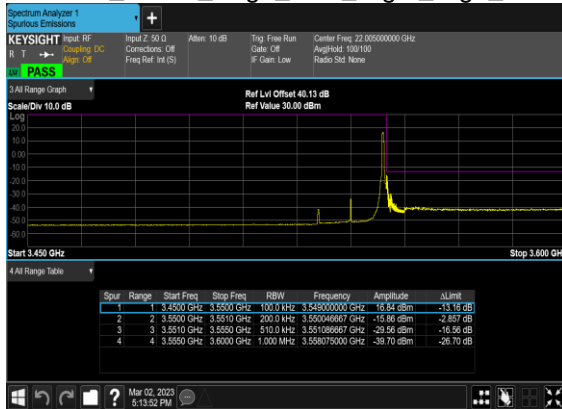 Spectrum Analyzer 1
Spurious Emissions
KEYSIGHT
R T
Input: RF
Coupling: DC
Align: Off
Input Z: 50 Ω
Corrections: Off
Freq Ref: Int (S)
Atten: 10 dB
Trig: Free Run
Gate: Off
IF Gain: Low
Center Freq: 22.005000000 GHz
Avg|Hold: 100/100
Radio Std: None
PASS
3 All Range Graph
Scale/Div 10.0 dB
Ref Lvl Offset 40.13 dB
Ref Value 30.00 dBm
Log
20.0
10.0
0.00
-10.0
-20.0
-30.0
-40.0
-50.0
-60.0
Start 3.450 GHz
Stop 3.600 GH
4 All Range Table
Spur Range Start Freq Stop Freq RBW Frequency Amplitude ΔLimit
1 1 3.4500 GHz 3.5500 GHz 100.0 kHz 3.549000000 GHz 16.84 dBm -13.16 dB
2 2 3.5500 GHz 3.5510 GHz 200.0 kHz 3.550046667 GHz -15.86 dBm -2.857 dB
3 3 3.5510 GHz 3.5550 GHz 510.0 kHz 3.551086667 GHz -29.56 dBm -16.56 dB
4 4 3.5550 GHz 3.6000 GHz 1.000 MHz 3.558075000 GHz -39.70 dBm -26.70 dB
Mar 02, 2023
5:13:52 PM